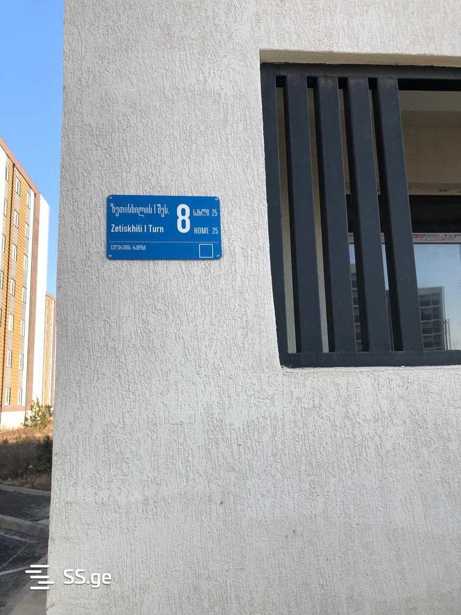 ზეთისხილის I შეს.
8
სახლი 25
Zetiskhili I Turn
HOME 25
SS.ge